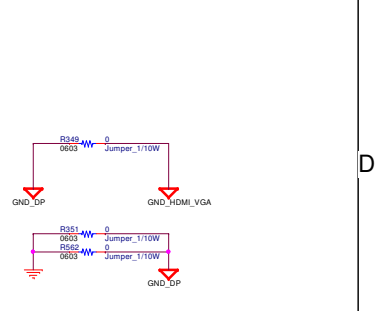 R349 0
0603 Jumper_1/10W
D
GND_DP GND_HDMI_VGA
R351 0
0603 Jumper_1/10W
R562 0
0603 Jumper_1/10W
GND_DP